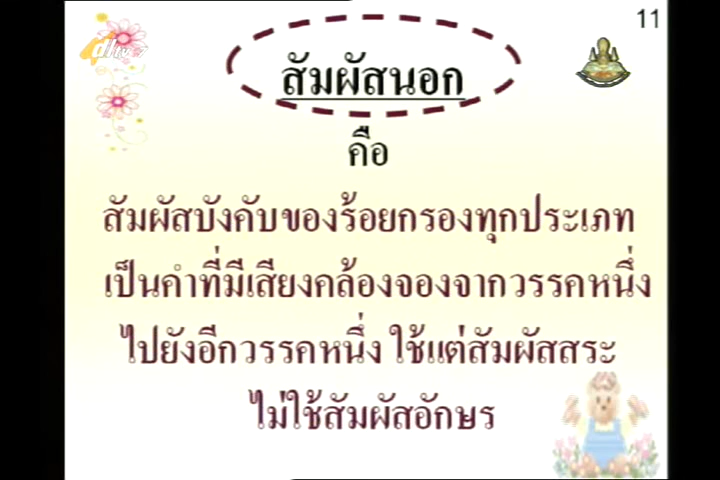 11
สัมผัสนอก
คือ
สัมผัสบังคับของร้อยกรองทุกประเภท
เป็นคำที่มีเสียงคล้องจองจากวรรคหนึ่ง
ไปยังอีกวรรคหนึ่ง ใช้แต่สัมผัสสระ
ไม่ใช้สัมผัสอักษร